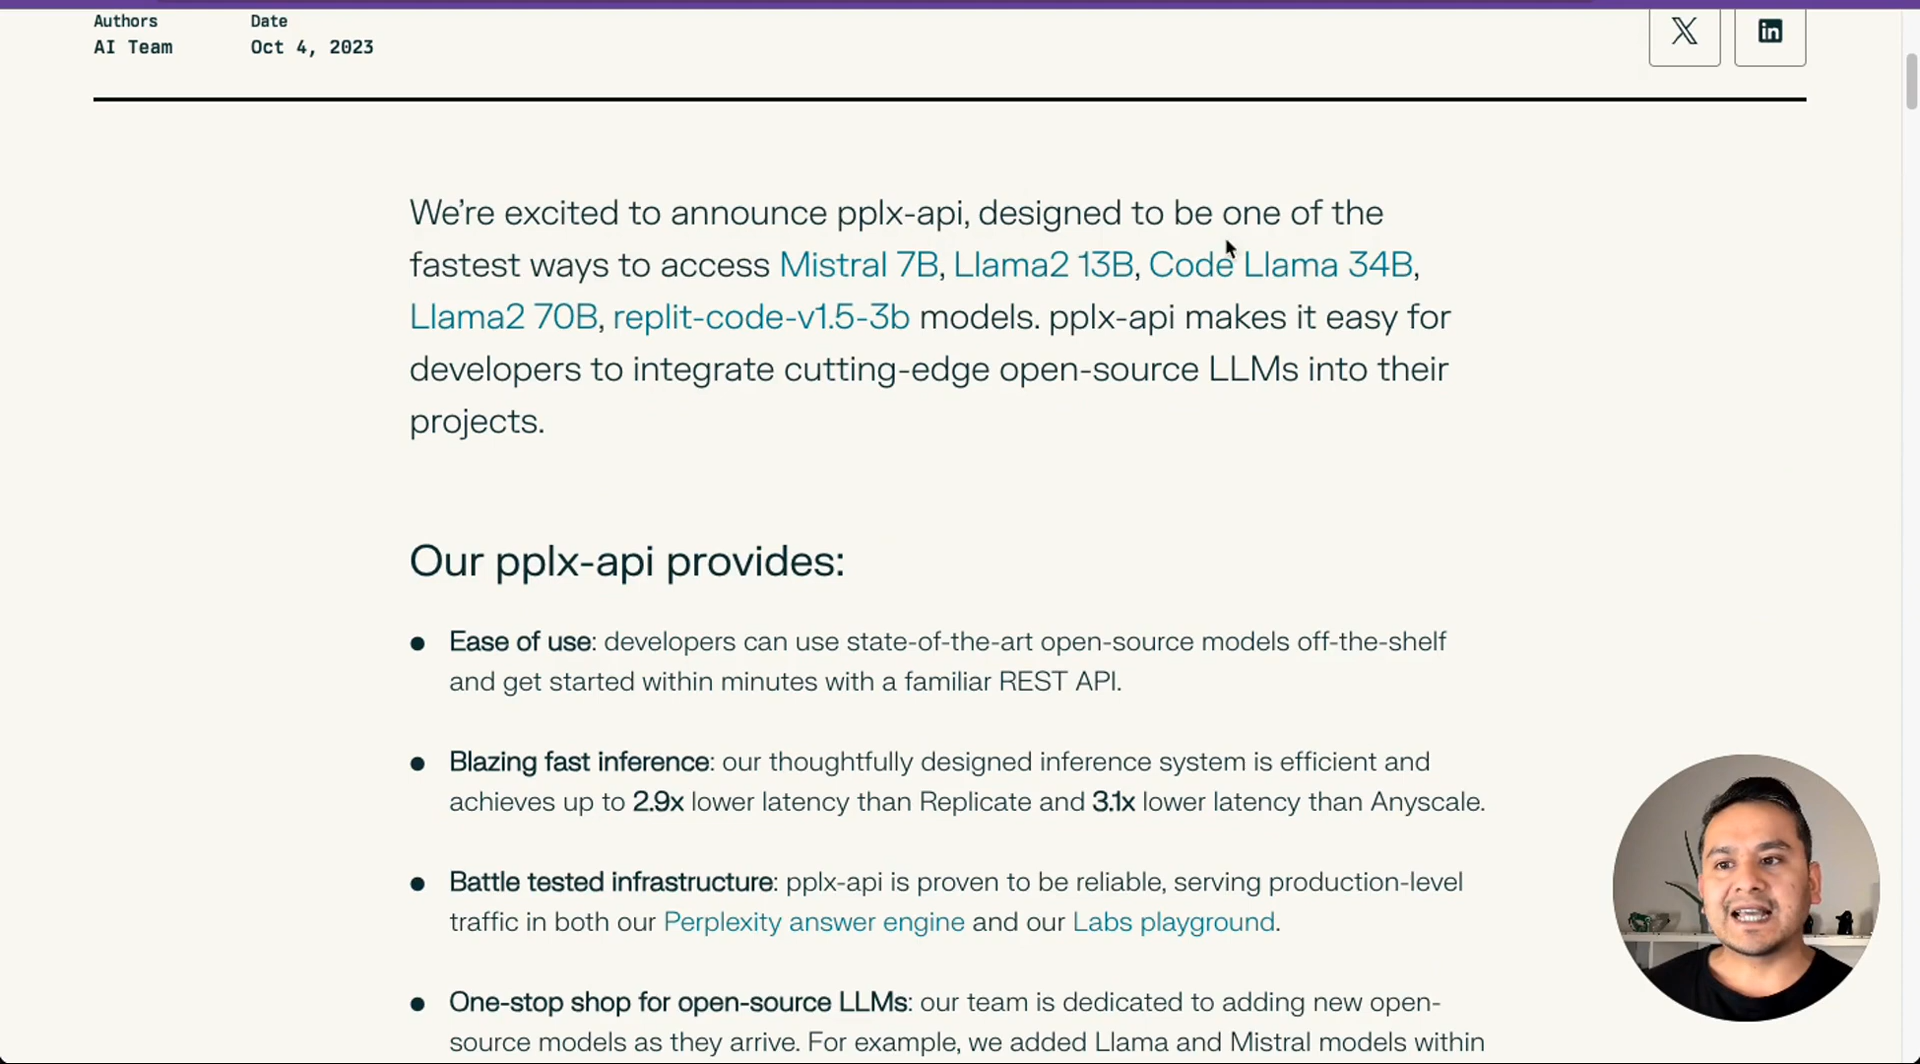 Authors
AI Team
Date
Oct 4, 2023
We're excited to announce pplx-api, designed to be one of the
fastest ways to access Mistral 7B, Llama2 13B, Code Llama 34B,
Llama2 70B, replit-code-v1.5-3b models. pplx-api makes it easy for
developers to integrate cutting-edge open-source LLMs into their
projects.
Our pplx-api provides:
● Ease of use: developers can use state-of-the-art open-source models off-the-shelf
and get started within minutes with a familiar REST API.
● Blazing fast inference: our thoughtfully designed inference system is efficient and
achieves up to 2.9x lower latency than Replicate and 3.1x lower latency than Anyscale.
● Battle tested infrastructure: pplx-api is proven to be reliable, serving production-level
traffic in both our Perplexity answer engine and our Labs playground.
● One-stop shop for open-source LLMs: our team is dedicated to adding new open-
source models as they arrive. For example, we added Llama and Mistral models within